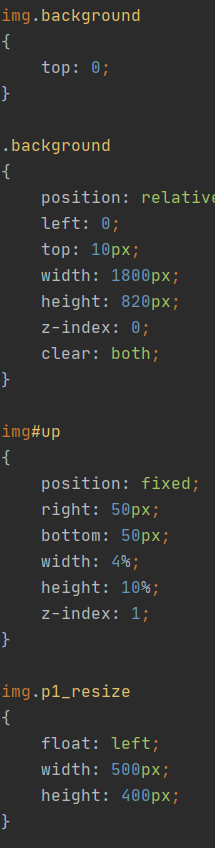 img.background
{
    top: 0;
}

.background
{
    position: relative
    left: 0;
    top: 10px;
    width: 1800px;
    height: 820px;
    z-index: 0;
    clear: both;
}

img#up
{
    position: fixed;
    right: 50px;
    bottom: 50px;
    width: 4%;
    height: 10%;
    z-index: 1;
}

img.p1_resize
{
    float: left;
    width: 500px;
    height: 400px;
}